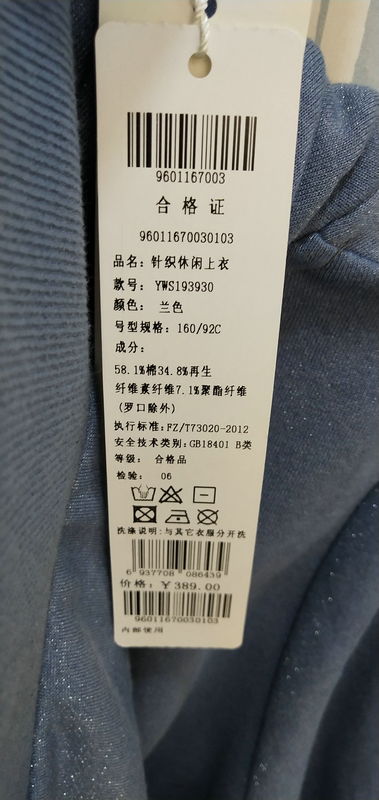 9601167003
合格证
96011670030103
品名：针织休闲上衣
款号：YWS193930
颜色：兰色
号型规格：160/92C
成分：
58.1%棉34.8%再生
纤维素纤维7.1%聚酯纤维
(罗口除外)
执行标准：FZ/T73020-2012
安全技术类别：GB18401 B类
等级：合格品
检验：06
洗涤说明：与其它衣服分开洗
6 937708 086439
价格：￥389.00
96011670030103
内部使用